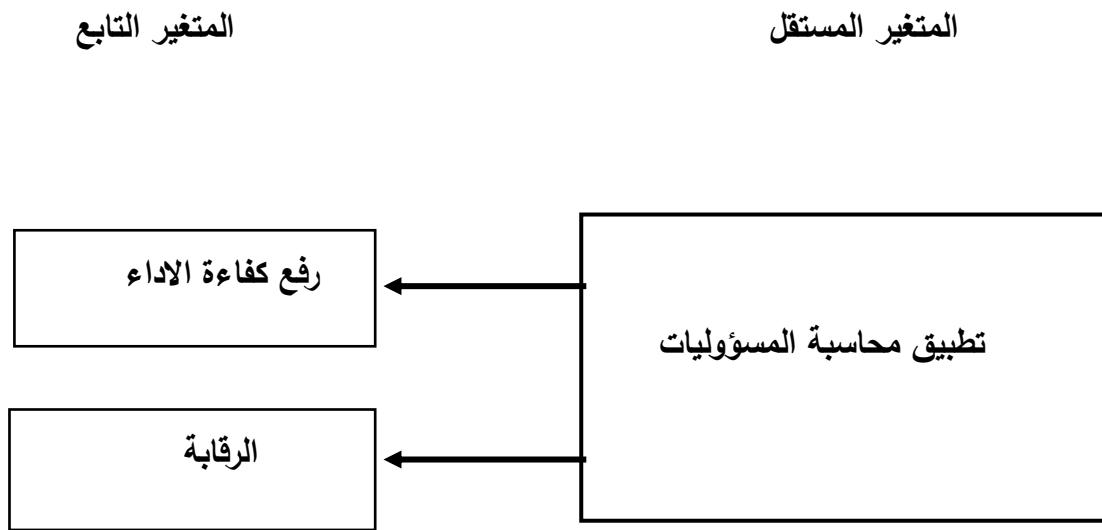 المتغير المستقل
المتغير التابع
رفع كفاءة الاداء
تطبيق محاسبة المسؤوليات
الرقابة